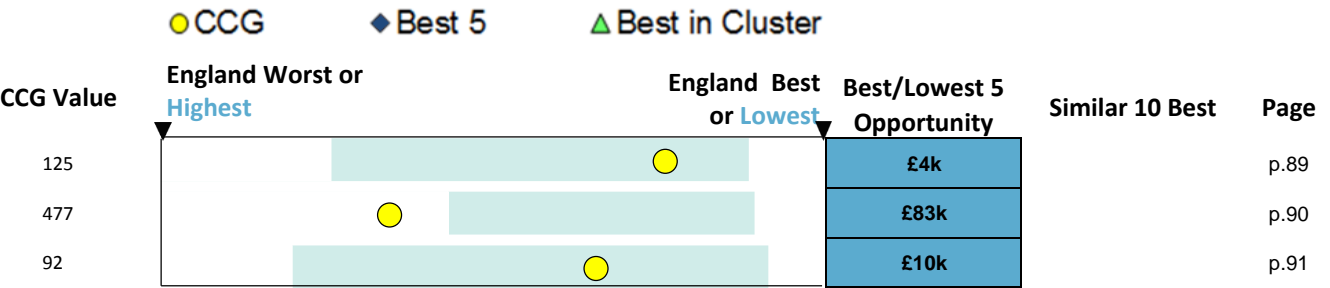 CCG Best 5 Best in Cluster
CCG Value
England Worst or
Highest
England Best
or Lowest
Best/Lowest 5
Opportunity
Similar 10 Best
Page
125 £4k p.89
477 £83k p.90
92 £10k p.91